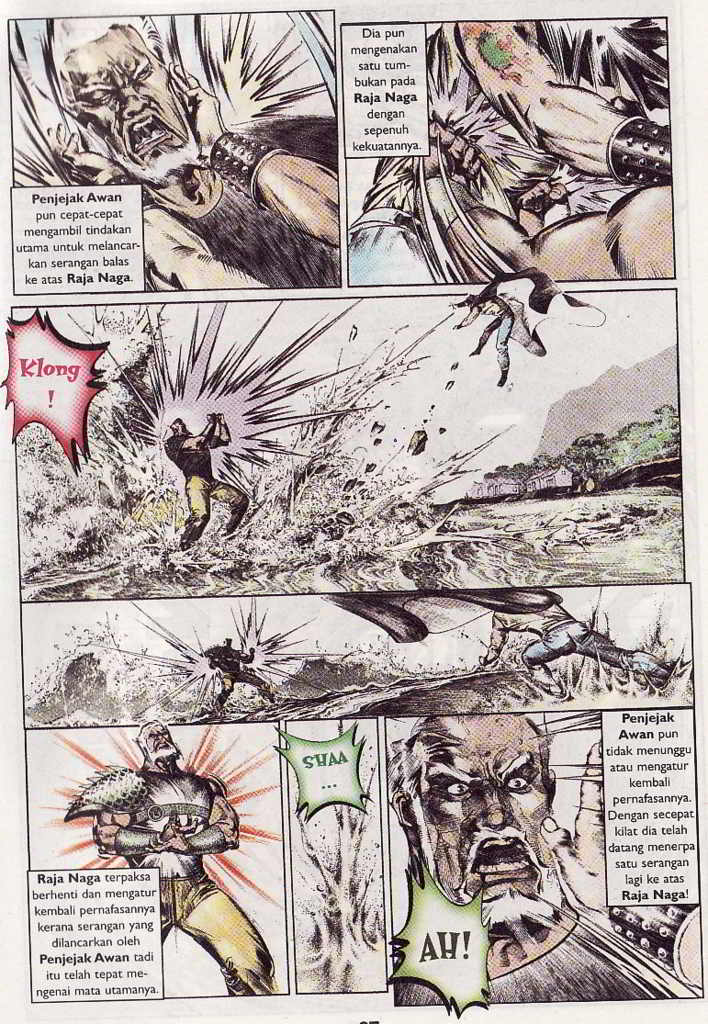 Penjejak Awan
pun cepat-cepat
mengambil tindakan
utama untuk melancar-
kan serangan balas
ke atas Raja Naga.
Dia pun
mengenakan
satu tum-
bukan pada
Raja Naga
dengan
sepenuh
kekuatannya.
Klong
!
Raja Naga terpaksa
berhenti dan mengatur
kembali pernafasannya
kerana serangan yang
dilancarkan oleh
Penjejak Awan tadi
itu telah tepat me-
ngenai mata utamanya.
SHAA
...
Penjejak
Awan pun
tidak menunggu
atau mengatur
kembali
pernafasannya.
Dengan secepat
kilat dia telah
datang menerpa
satu serangan
lagi ke atas
Raja Naga!
AH!